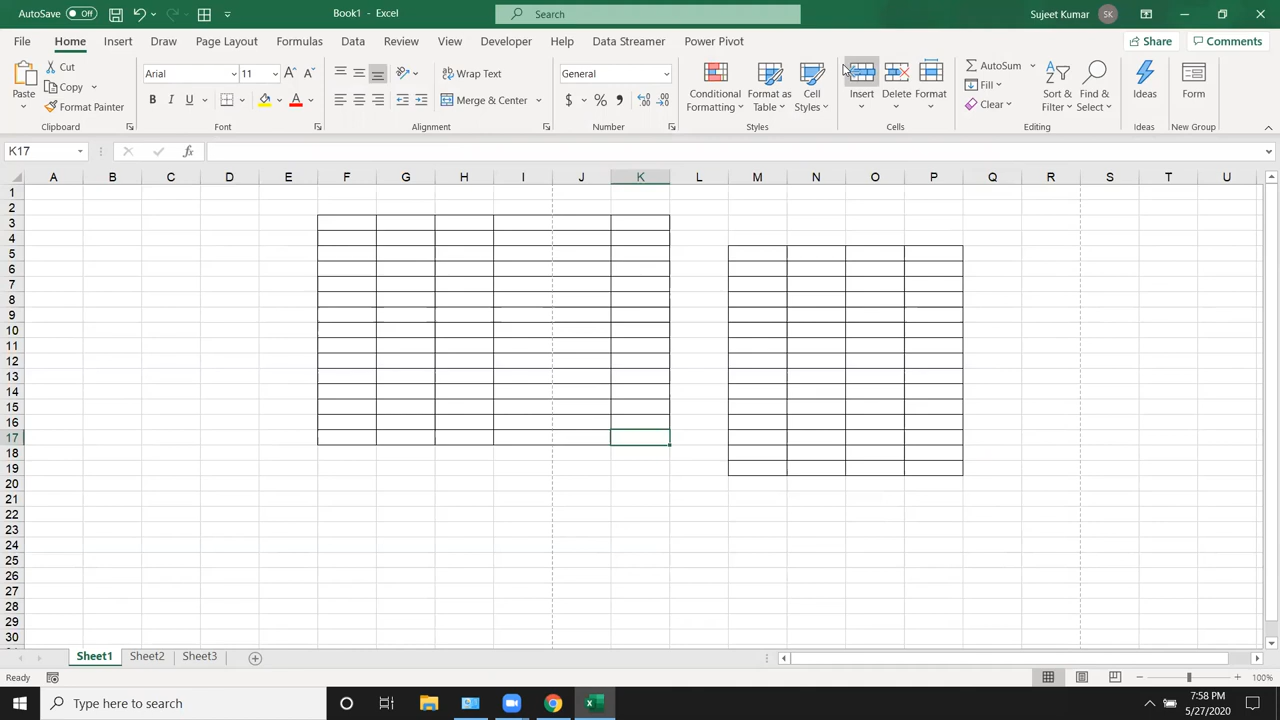 AutoSave Off Book1 - Excel Search Sujeet Kumar SK
File Home Insert Draw Page Layout Formulas Data Review View Developer Help Data Streamer Power Pivot Share Comments
Paste Cut Copy Format Painter Clipboard
Arial 11 B I U A Font
Wrap Text Merge & Center Alignment
General $ % , Number
Conditional Formatting Format as Table Cell Styles Styles
Insert Delete Format Cells
AutoSum Fill Clear Sort & Filter Find & Select Editing
Ideas Ideas
Form New Group
K17 fx
A B C D E F G H I J K L M N O P Q R S T U
1
2
3
4
5
6
7
8
9
10
11
12
13
14
15
16
17
18
19
20
21
22
23
24
25
26
27
28
29
30
Sheet1 Sheet2 Sheet3
Ready 100%
Type here to search 7:58 PM
5/27/2020